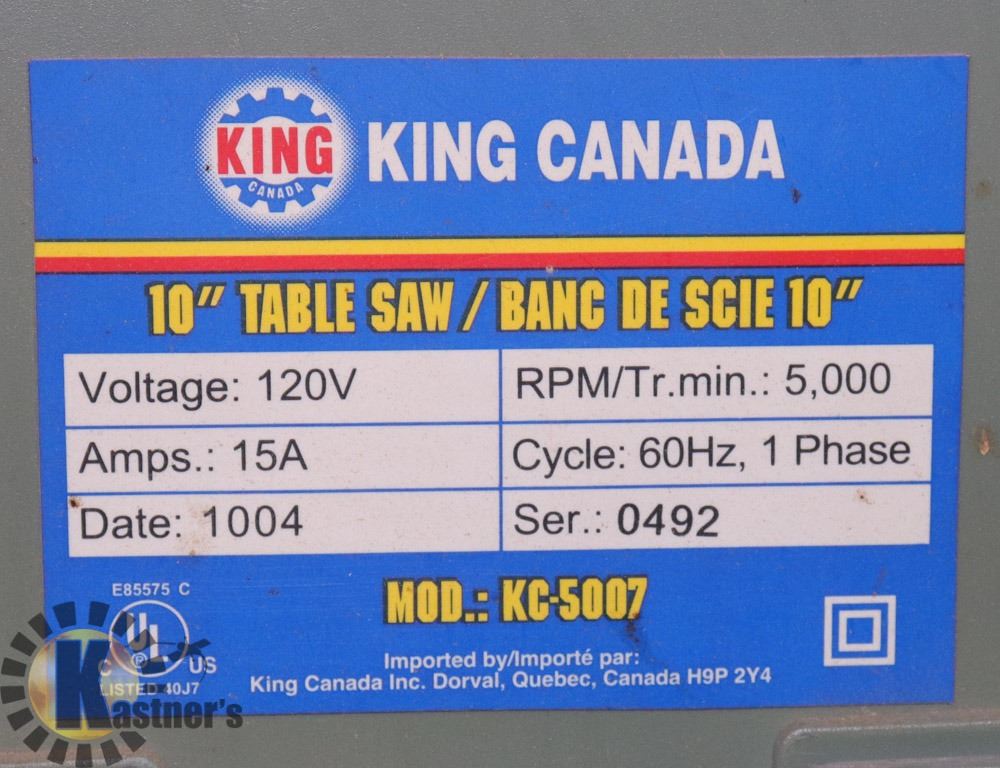 KING
CANADA
KING CANADA
10" TABLE SAW / BANC DE SCIE 10"
Voltage: 120V
RPM/Tr.min.: 5,000
Amps.: 15A
Cycle: 60Hz, 1 Phase
Date: 1004
Ser.: 0492
E85575 C
UL
®
C US
LISTED 40J7
MOD.: KC-5007
Imported by/Importé par:
King Canada Inc. Dorval, Quebec, Canada H9P 2Y4
Kastner's